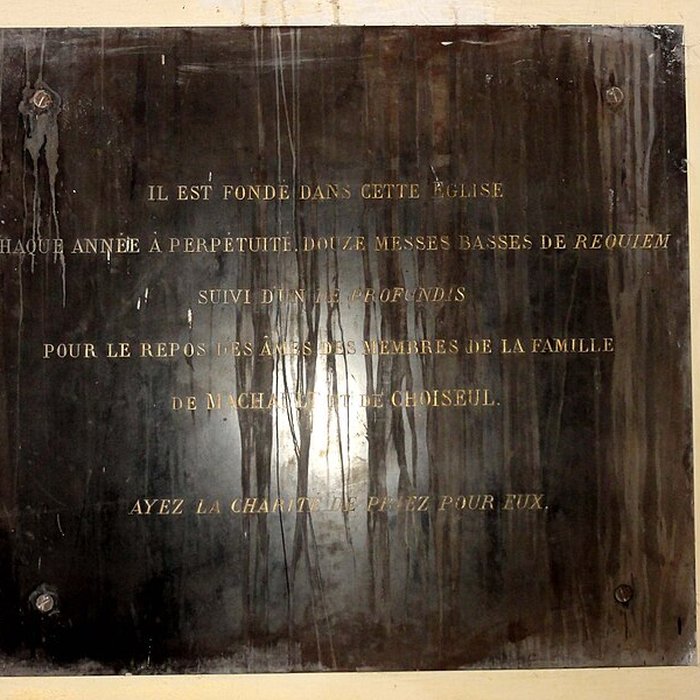 IL EST FONDÉ DANS CETTE ÉGLISE
HAQUE ANNÉE À PERPÉTUITÉ, DOUZE MESSES BASSES DE REQUIEM
SUIVI D'UN DE PROFUNDIS
POUR LE REPOS DES ÂMES DES MEMBRES DE LA FAMILLE
DE MACHAULT ET DE CHOISEUL.
AYEZ LA CHARITÉ DE PRIEZ POUR EUX.